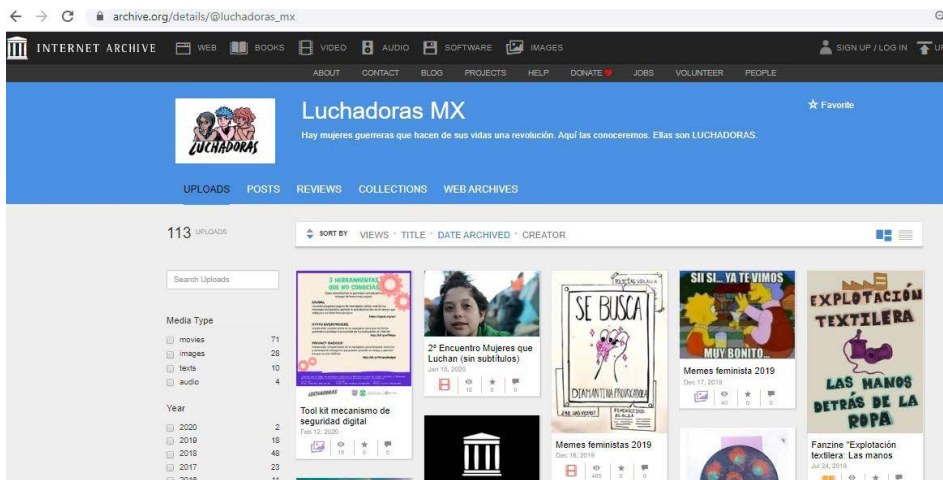 archive.org/details/@luchadoras_mx
INTERNET ARCHIVE
WEB
BOOKS
VIDEO
AUDIO
SOFTWARE
IMAGES
SIGN UP / LOG IN
ABOUT
CONTACT
BLOG
PROJECTS
HELP
DONATE
JOBS
VOLUNTEER
PEOPLE
LUCHADORAS
Luchadoras MX
Favorite
Hay mujeres guerreras que hacen de sus vidas una revolución. Aquí las conoceremos. Ellas son LUCHADORAS.
UPLOADS
POSTS
REVIEWS
COLLECTIONS
WEB ARCHIVES
113 UPLOADS
SORT BY
VIEWS · TITLE · DATE ARCHIVED · CREATOR
Search Uploads
Media Type
movies 71
images 28
texts 10
audio 4
Year
2020 2
2019 18
2018 48
2017 23
3 HERRAMIENTAS
QUE NO CONOCÍAS
PRIVACY BADGER
LUCHADORAS
Tool kit mecanismo de
seguridad digital
Feb 12, 2020
2º Encuentro Mujeres que
Luchan (sin subtítulos)
Jan 15, 2020
SE BUSCA
DIAMANTINA PROVOCADORA
Memes feministas 2019
Dec 18, 2019
SII SI... YA TE VIMOS
MUY BONITO...
Memes feminista 2019
Dec 17, 2019
EXPLOTACIÓN
TEXTILERA
LAS MANOS
DETRÁS DE LA
ROPA
Fanzine "Explotación
textilera: Las manos
Jul 24, 2019